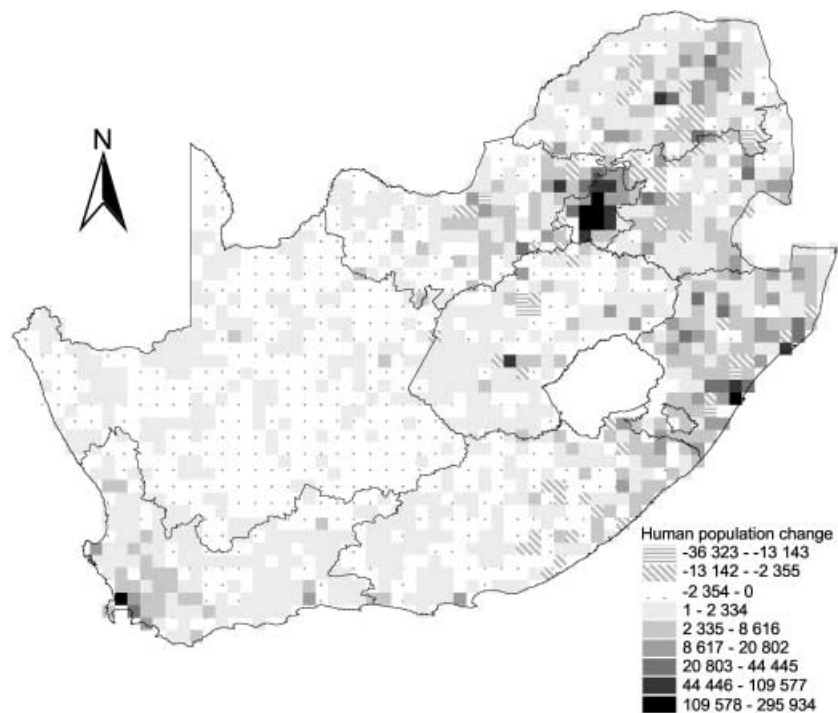 N
Human population change
-36 323 - -13 143
-13 142 - -2 355
-2 354 - 0
1 - 2 334
2 335 - 8 616
8 617 - 20 802
20 803 - 44 445
44 446 - 109 577
109 578 - 295 934